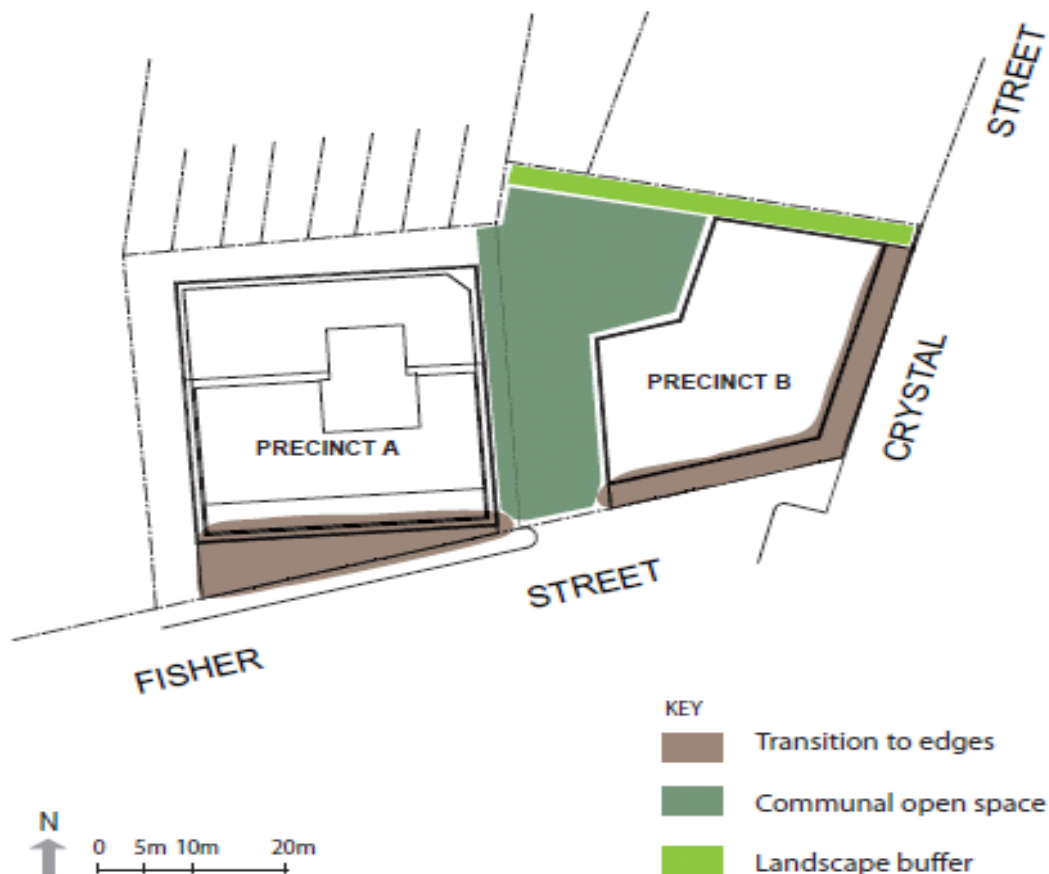 STREET
CRYSTAL
PRECINCT A
PRECINCT B
FISHER
STREET
KEY
Transition to edges
Communal open space
Landscape buffer
N
0 5m 10m 20m